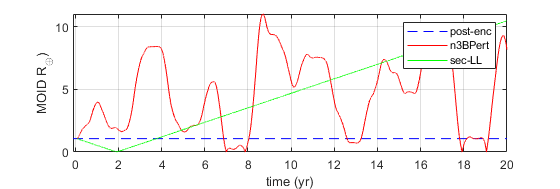 10
5
0
MOID R☉)
post-enc
n3BPert
sec-LL
0 2 4 6 8 10 12 14 16 18 20
time (yr)